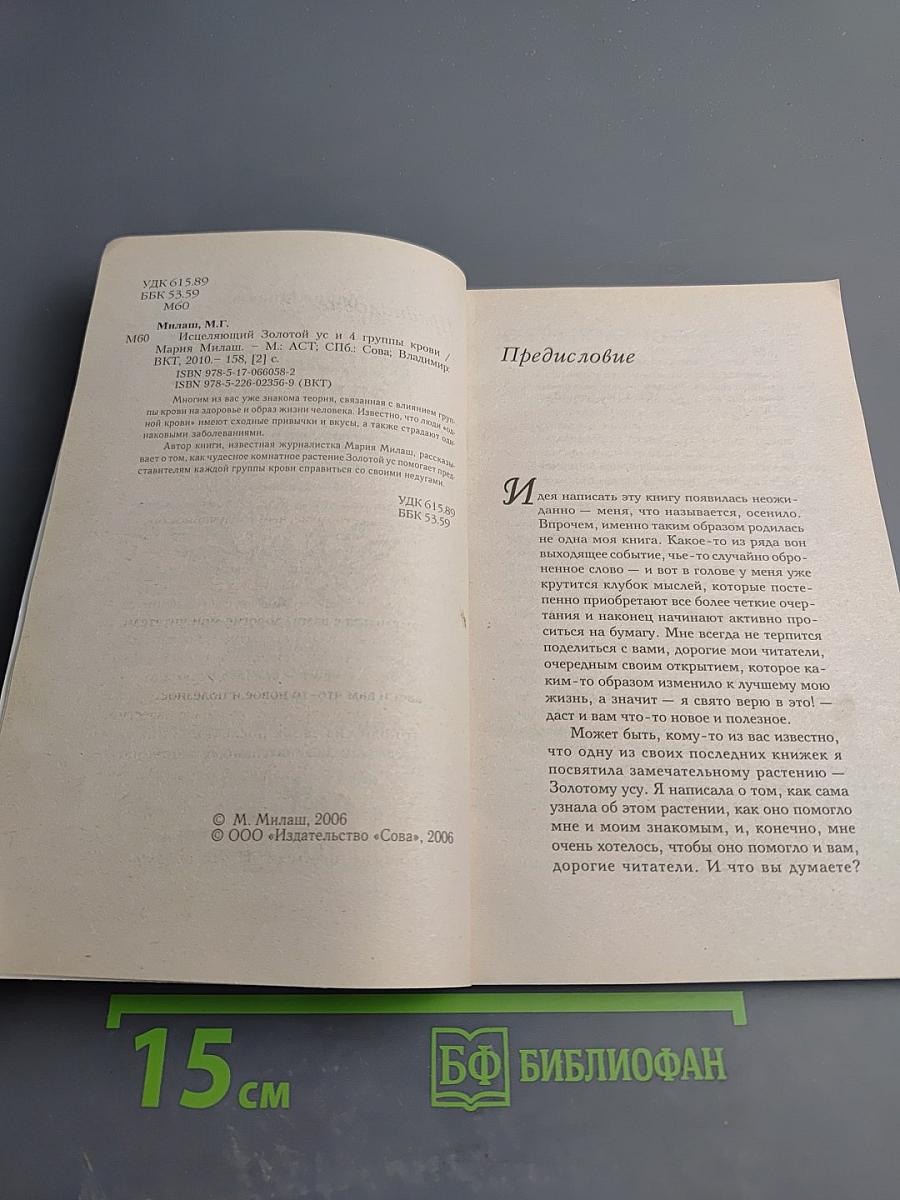 УДК 615.89
ББК 53.59
М60
Милаш, М.Г.
М60 Исцеляющий Золотой ус и 4 группы крови /
Мария Милаш. – М.: АСТ; СПб.: Сова; Владимир:
ВКТ, 2010.– 158, [2] с.
ISBN 978-5-17-066058-2
ISBN 978-5-226-02356-9 (ВКТ)
Многим из вас уже знакома теория, связанная с влиянием груп-
пы крови на здоровье и образ жизни человека. Известно, что люди «од-
ной крови» имеют сходные привычки и вкусы, а также страдают оди-
наковыми заболеваниями.
Автор книги, известная журналистка Мария Милаш, рассказы-
вает о том, как чудесное комнатное растение Золотой ус помогает пред-
ставителям каждой группы крови справиться со своими недугами.
УДК 615.89
ББК 53.59
© М. Милаш, 2006
© ООО «Издательство «Сова», 2006
Предисловие
Идея написать эту книгу появилась неожи-
данно — меня, что называется, осенило.
Впрочем, именно таким образом родилась
не одна моя книга. Какое-то из ряда вон
выходящее событие, чье-то случайно обро-
ненное слово — и вот в голове у меня уже
крутится клубок мыслей, которые посте-
пенно приобретают все более четкие очер-
тания и наконец начинают активно про-
ситься на бумагу. Мне всегда не терпится
поделиться с вами, дорогие мои читатели,
очередным своим открытием, которое ка-
ким-то образом изменило к лучшему мою
жизнь, а значит — я свято верю в это! —
даст и вам что-то новое и полезное.
Может быть, кому-то из вас известно,
что одну из своих последних книжек я
посвятила замечательному растению —
Золотому усу. Я написала о том, как сама
узнала об этом растении, как оно помогло
мне и моим знакомым, и, конечно, мне
очень хотелось, чтобы оно помогло и вам,
дорогие читатели. И что вы думаете?
15 см
БФ БИБЛИОФАН